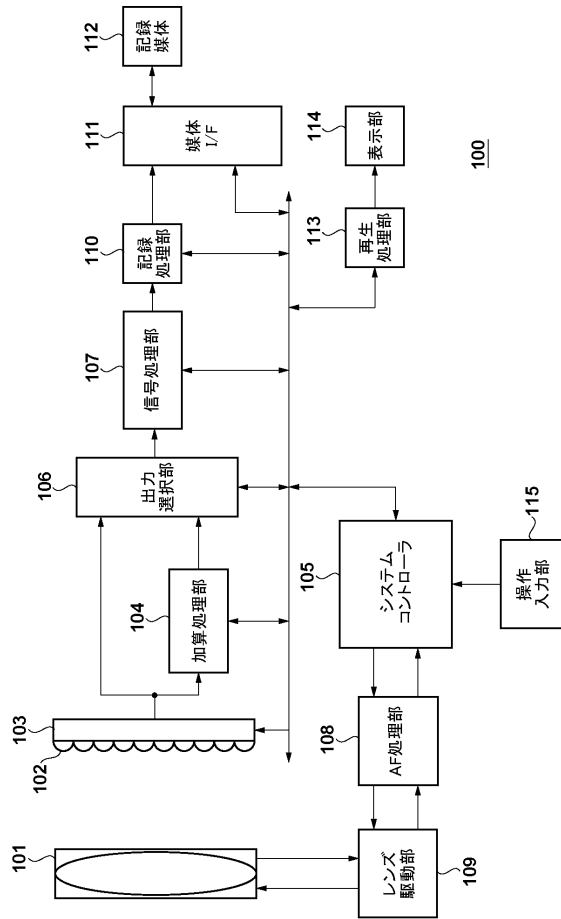 101
102
103
104
加算処理部
106
出力
選択部
107
信号処理部
110
記録
処理部
111
媒体
I/F
112
記録
媒体
113
再生
処理部
114
表示部
105
システム
コントローラ
108
AF処理部
レンズ
駆動部
109
115
操作
入力部
100